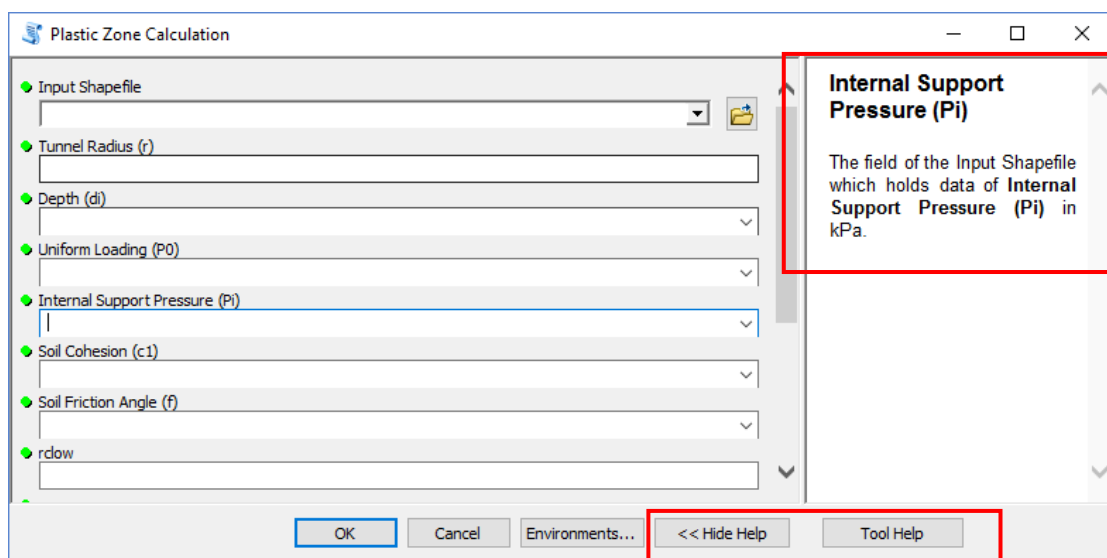 Plastic Zone Calculation
Input Shapefile
Tunnel Radius (r)
Depth (di)
Uniform Loading (P0)
Internal Support Pressure (Pi)
Soil Cohesion (c1)
Soil Friction Angle (f)
rclow
Internal Support
Pressure (Pi)
The field of the Input Shapefile
which holds data of Internal
Support Pressure (Pi) in
kPa.
OK
Cancel
Environments...
<< Hide Help
Tool Help